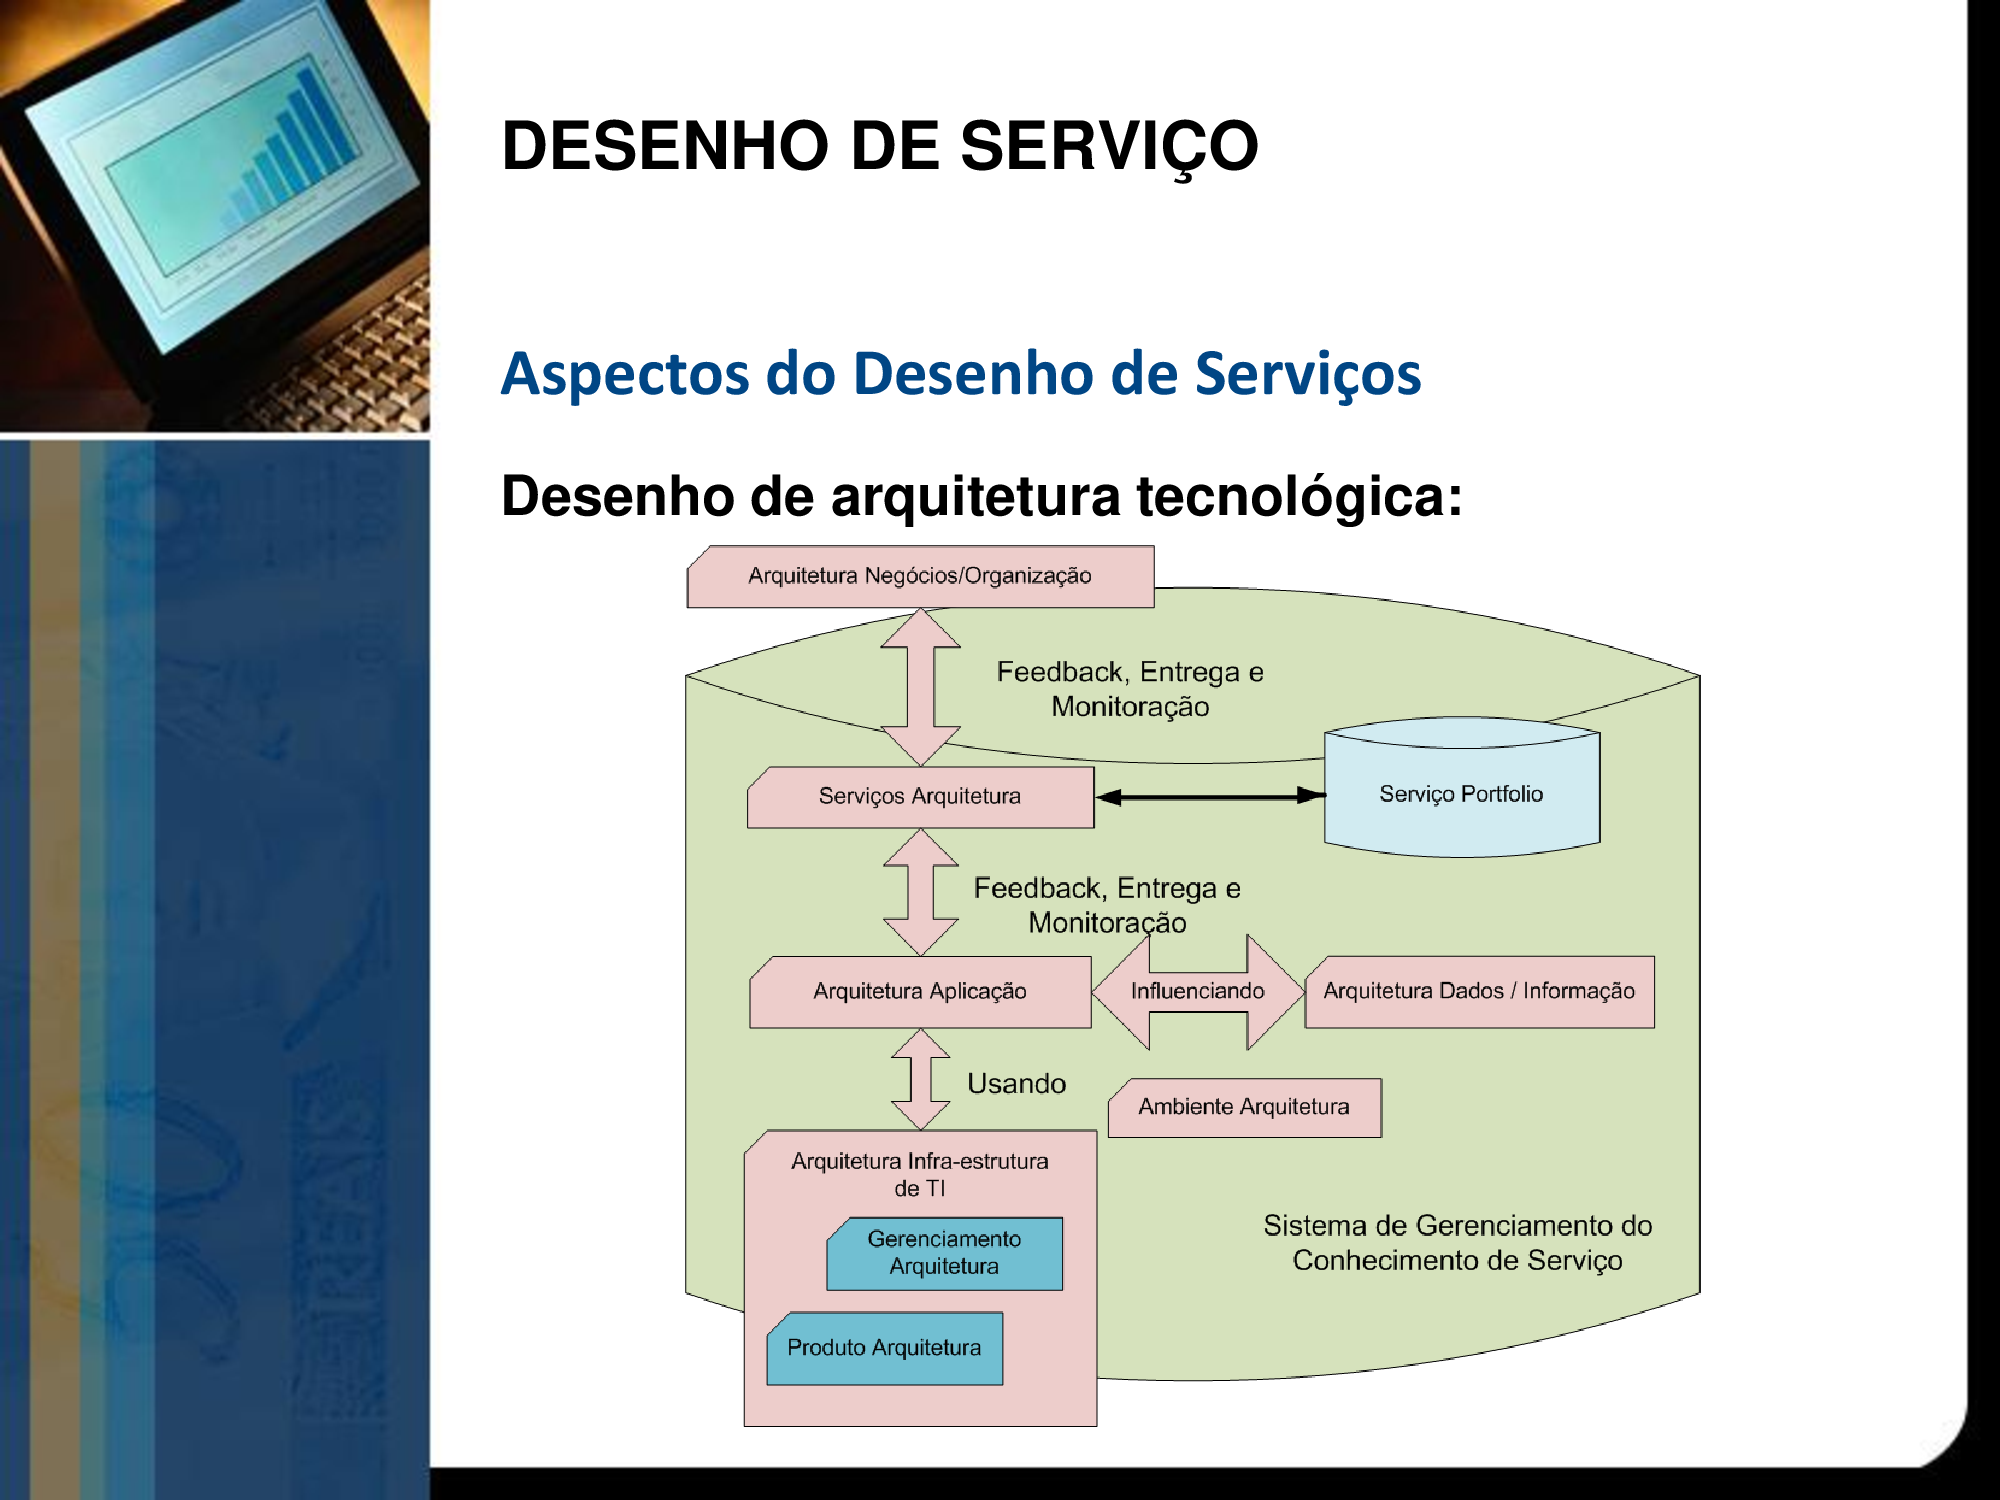 DESENHO DE SERVIÇO
Aspectos do Desenho de Serviços
Desenho de arquitetura tecnológica:
Arquitetura Negócios/Organização
Feedback, Entrega e
Monitoração
Serviços Arquitetura
Serviço Portfolio
Feedback, Entrega e
Monitoração
Arquitetura Aplicação
Influenciando
Arquitetura Dados / Informação
Usando
Ambiente Arquitetura
Arquitetura Infra-estrutura
de TI
Gerenciamento
Arquitetura
Sistema de Gerenciamento do
Conhecimento de Serviço
Produto Arquitetura
REAIS